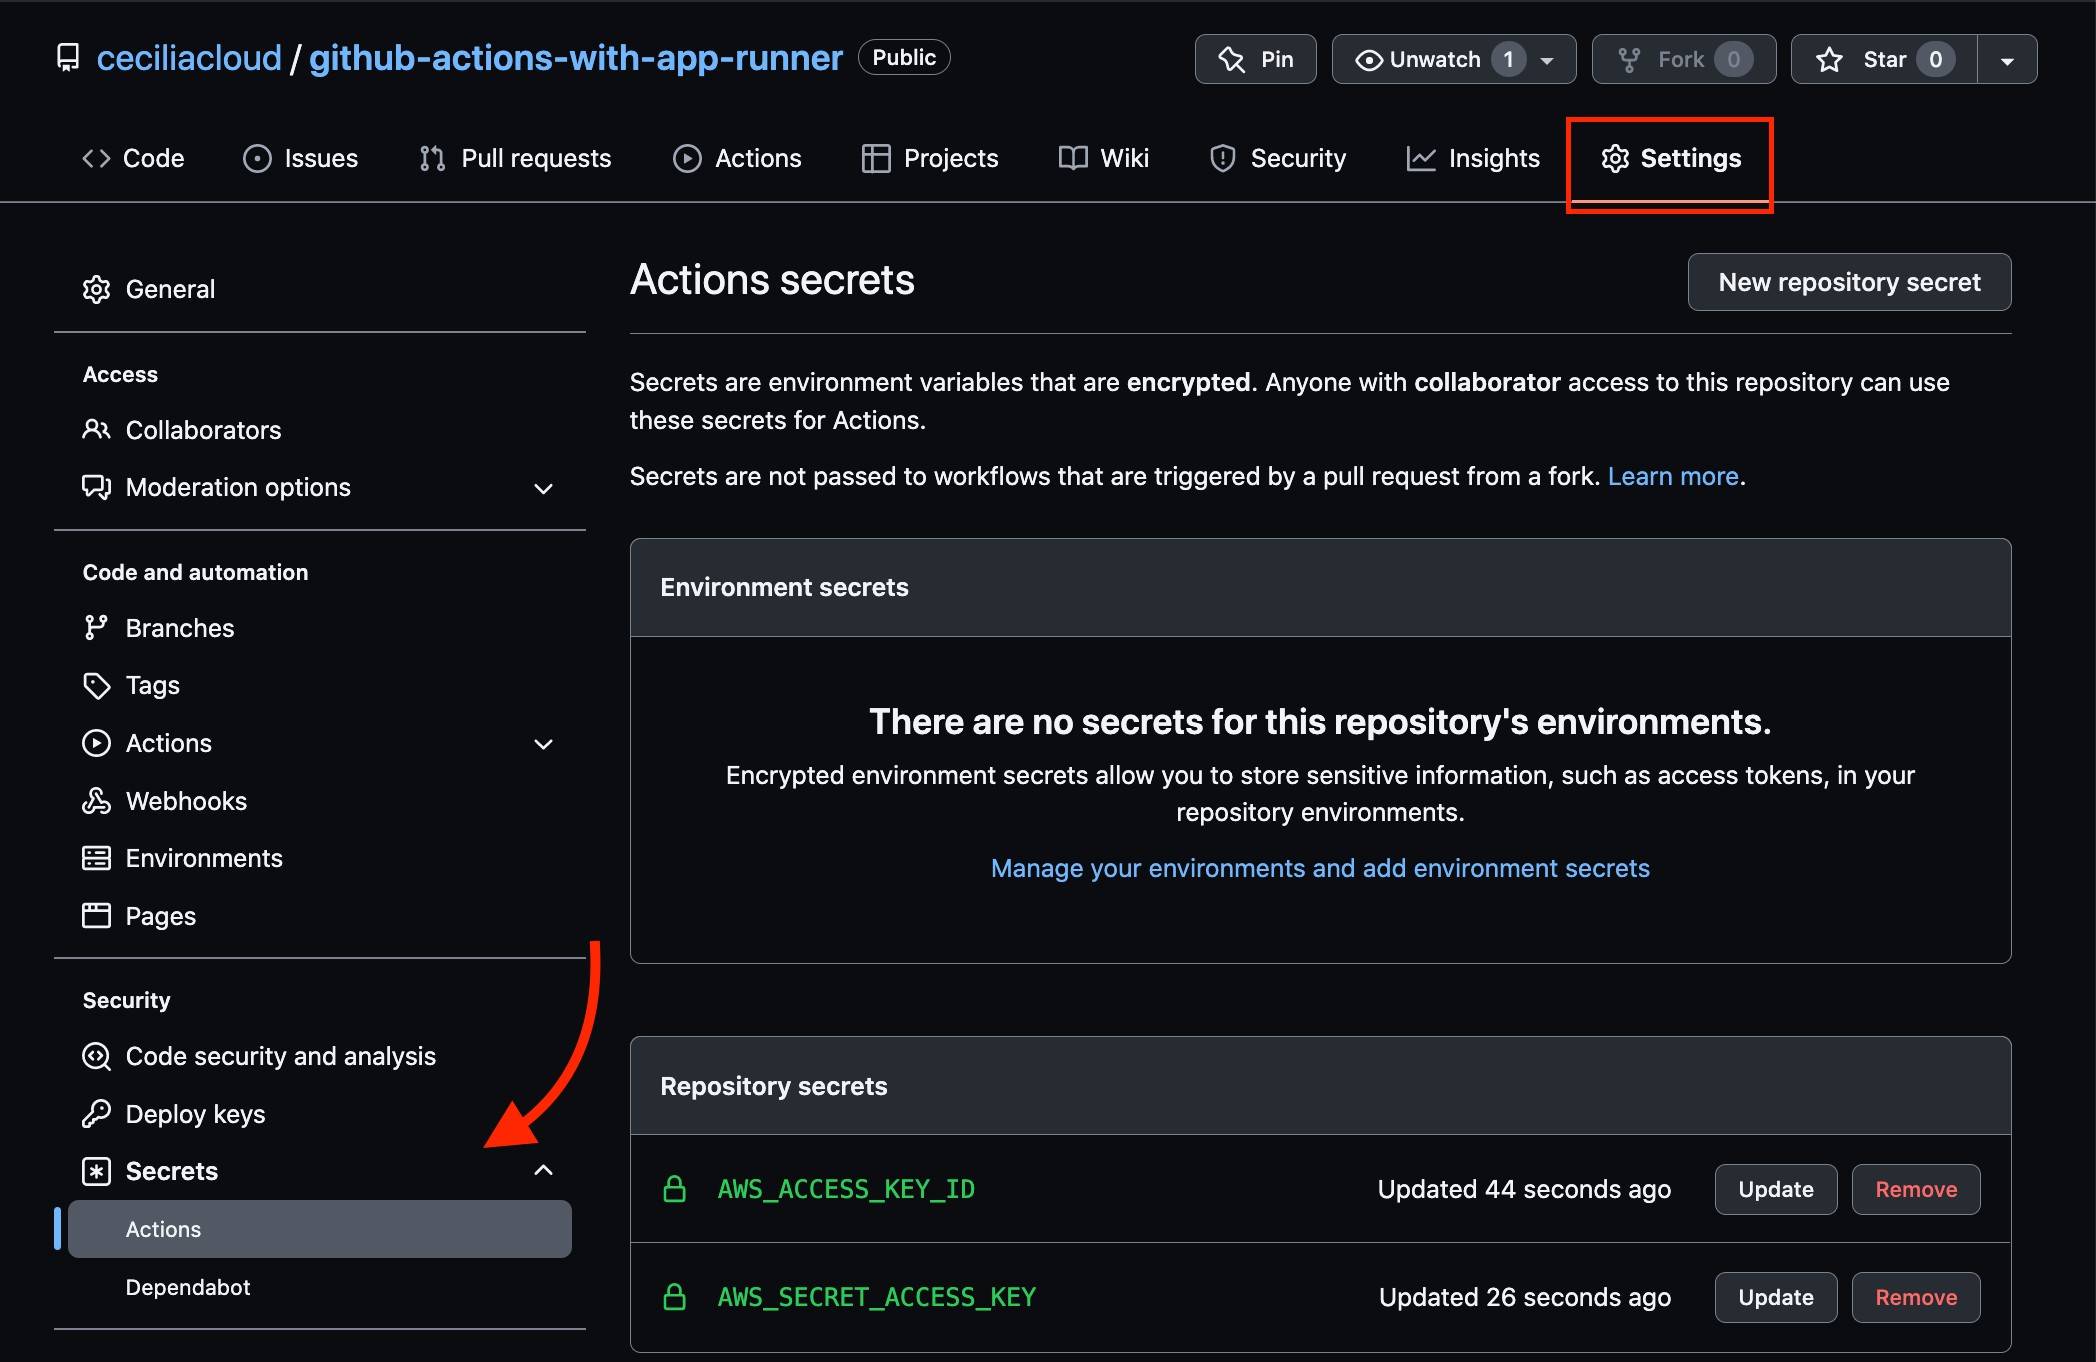 ceciliacloud / github-actions-with-app-runner Public
Pin Unwatch 1 Fork 0 Star 0
Code Issues Pull requests Actions Projects Wiki Security Insights Settings
General
Access
Collaborators
Moderation options
Code and automation
Branches
Tags
Actions
Webhooks
Environments
Pages
Security
Code security and analysis
Deploy keys
Secrets
Actions
Dependabot
Actions secrets
New repository secret
Secrets are environment variables that are encrypted. Anyone with collaborator access to this repository can use
these secrets for Actions.
Secrets are not passed to workflows that are triggered by a pull request from a fork. Learn more.
Environment secrets
There are no secrets for this repository's environments.
Encrypted environment secrets allow you to store sensitive information, such as access tokens, in your
repository environments.
Manage your environments and add environment secrets
Repository secrets
AWS_ACCESS_KEY_ID Updated 44 seconds ago Update Remove
AWS_SECRET_ACCESS_KEY Updated 26 seconds ago Update Remove